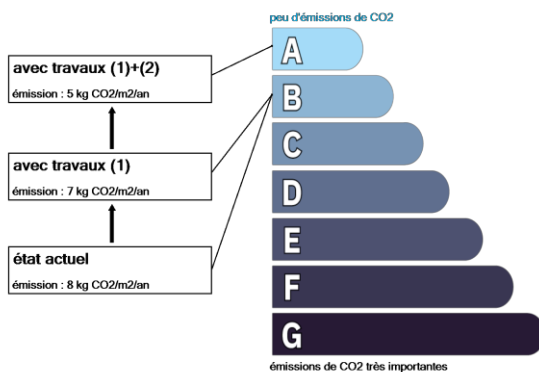 peu d'émissions de CO2
avec travaux (1)+(2)
émission : 5 kg CO2/m2/an
avec travaux (1)
émission : 7 kg CO2/m2/an
état actuel
émission : 8 kg CO2/m2/an
A
B
C
D
E
F
G
émissions de CO2 très importantes